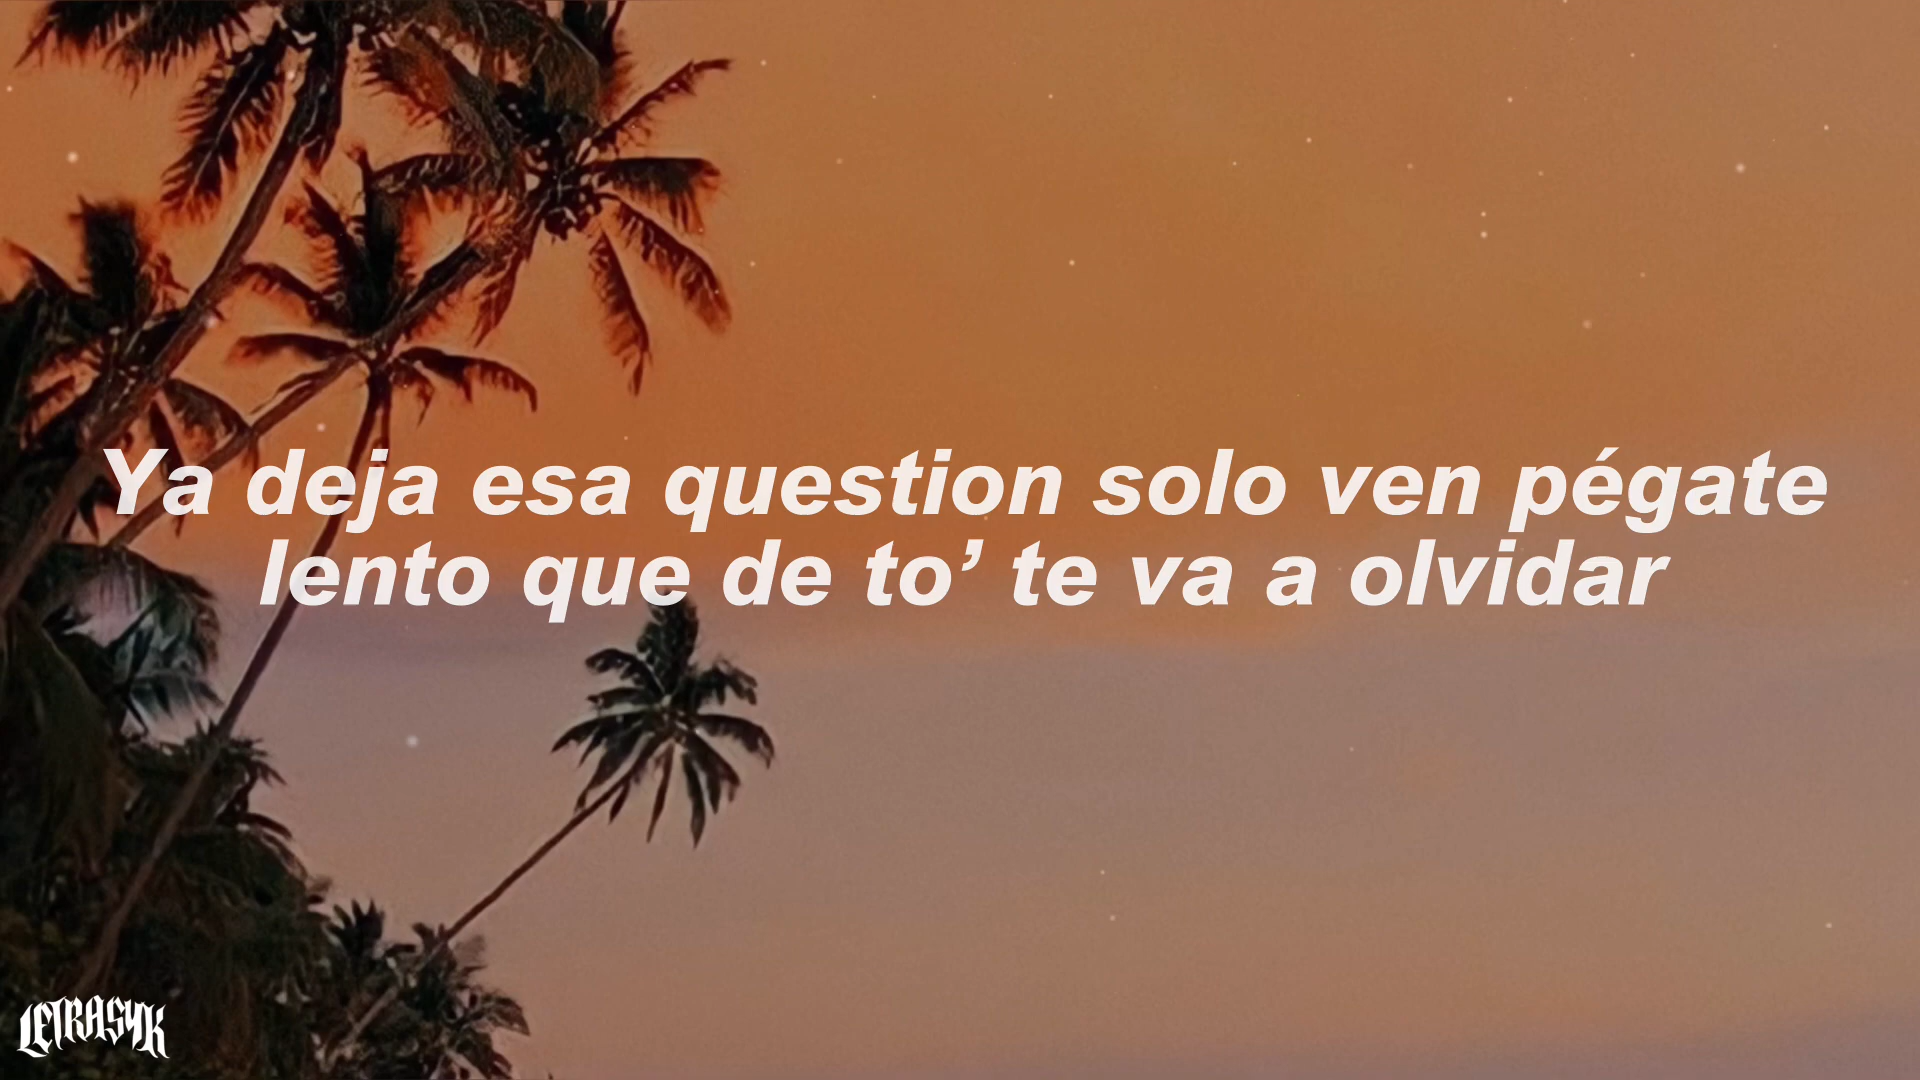 Ya deja esa question solo ven pégate
lento que de to’ te va a olvidar
LETRASYK